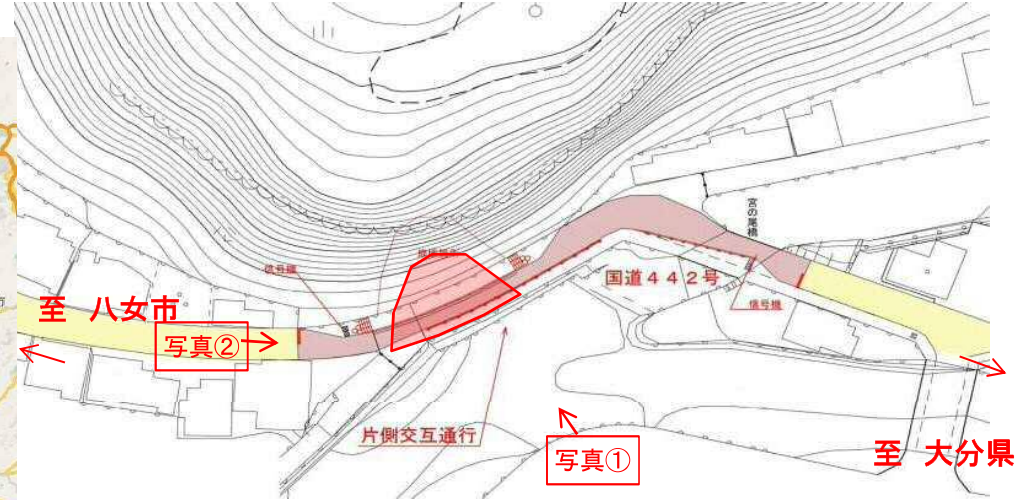 宮の尾橋
信号機
国道442号
至 八女市
信号機
写真②
片側交互通行
写真①
至 大分県